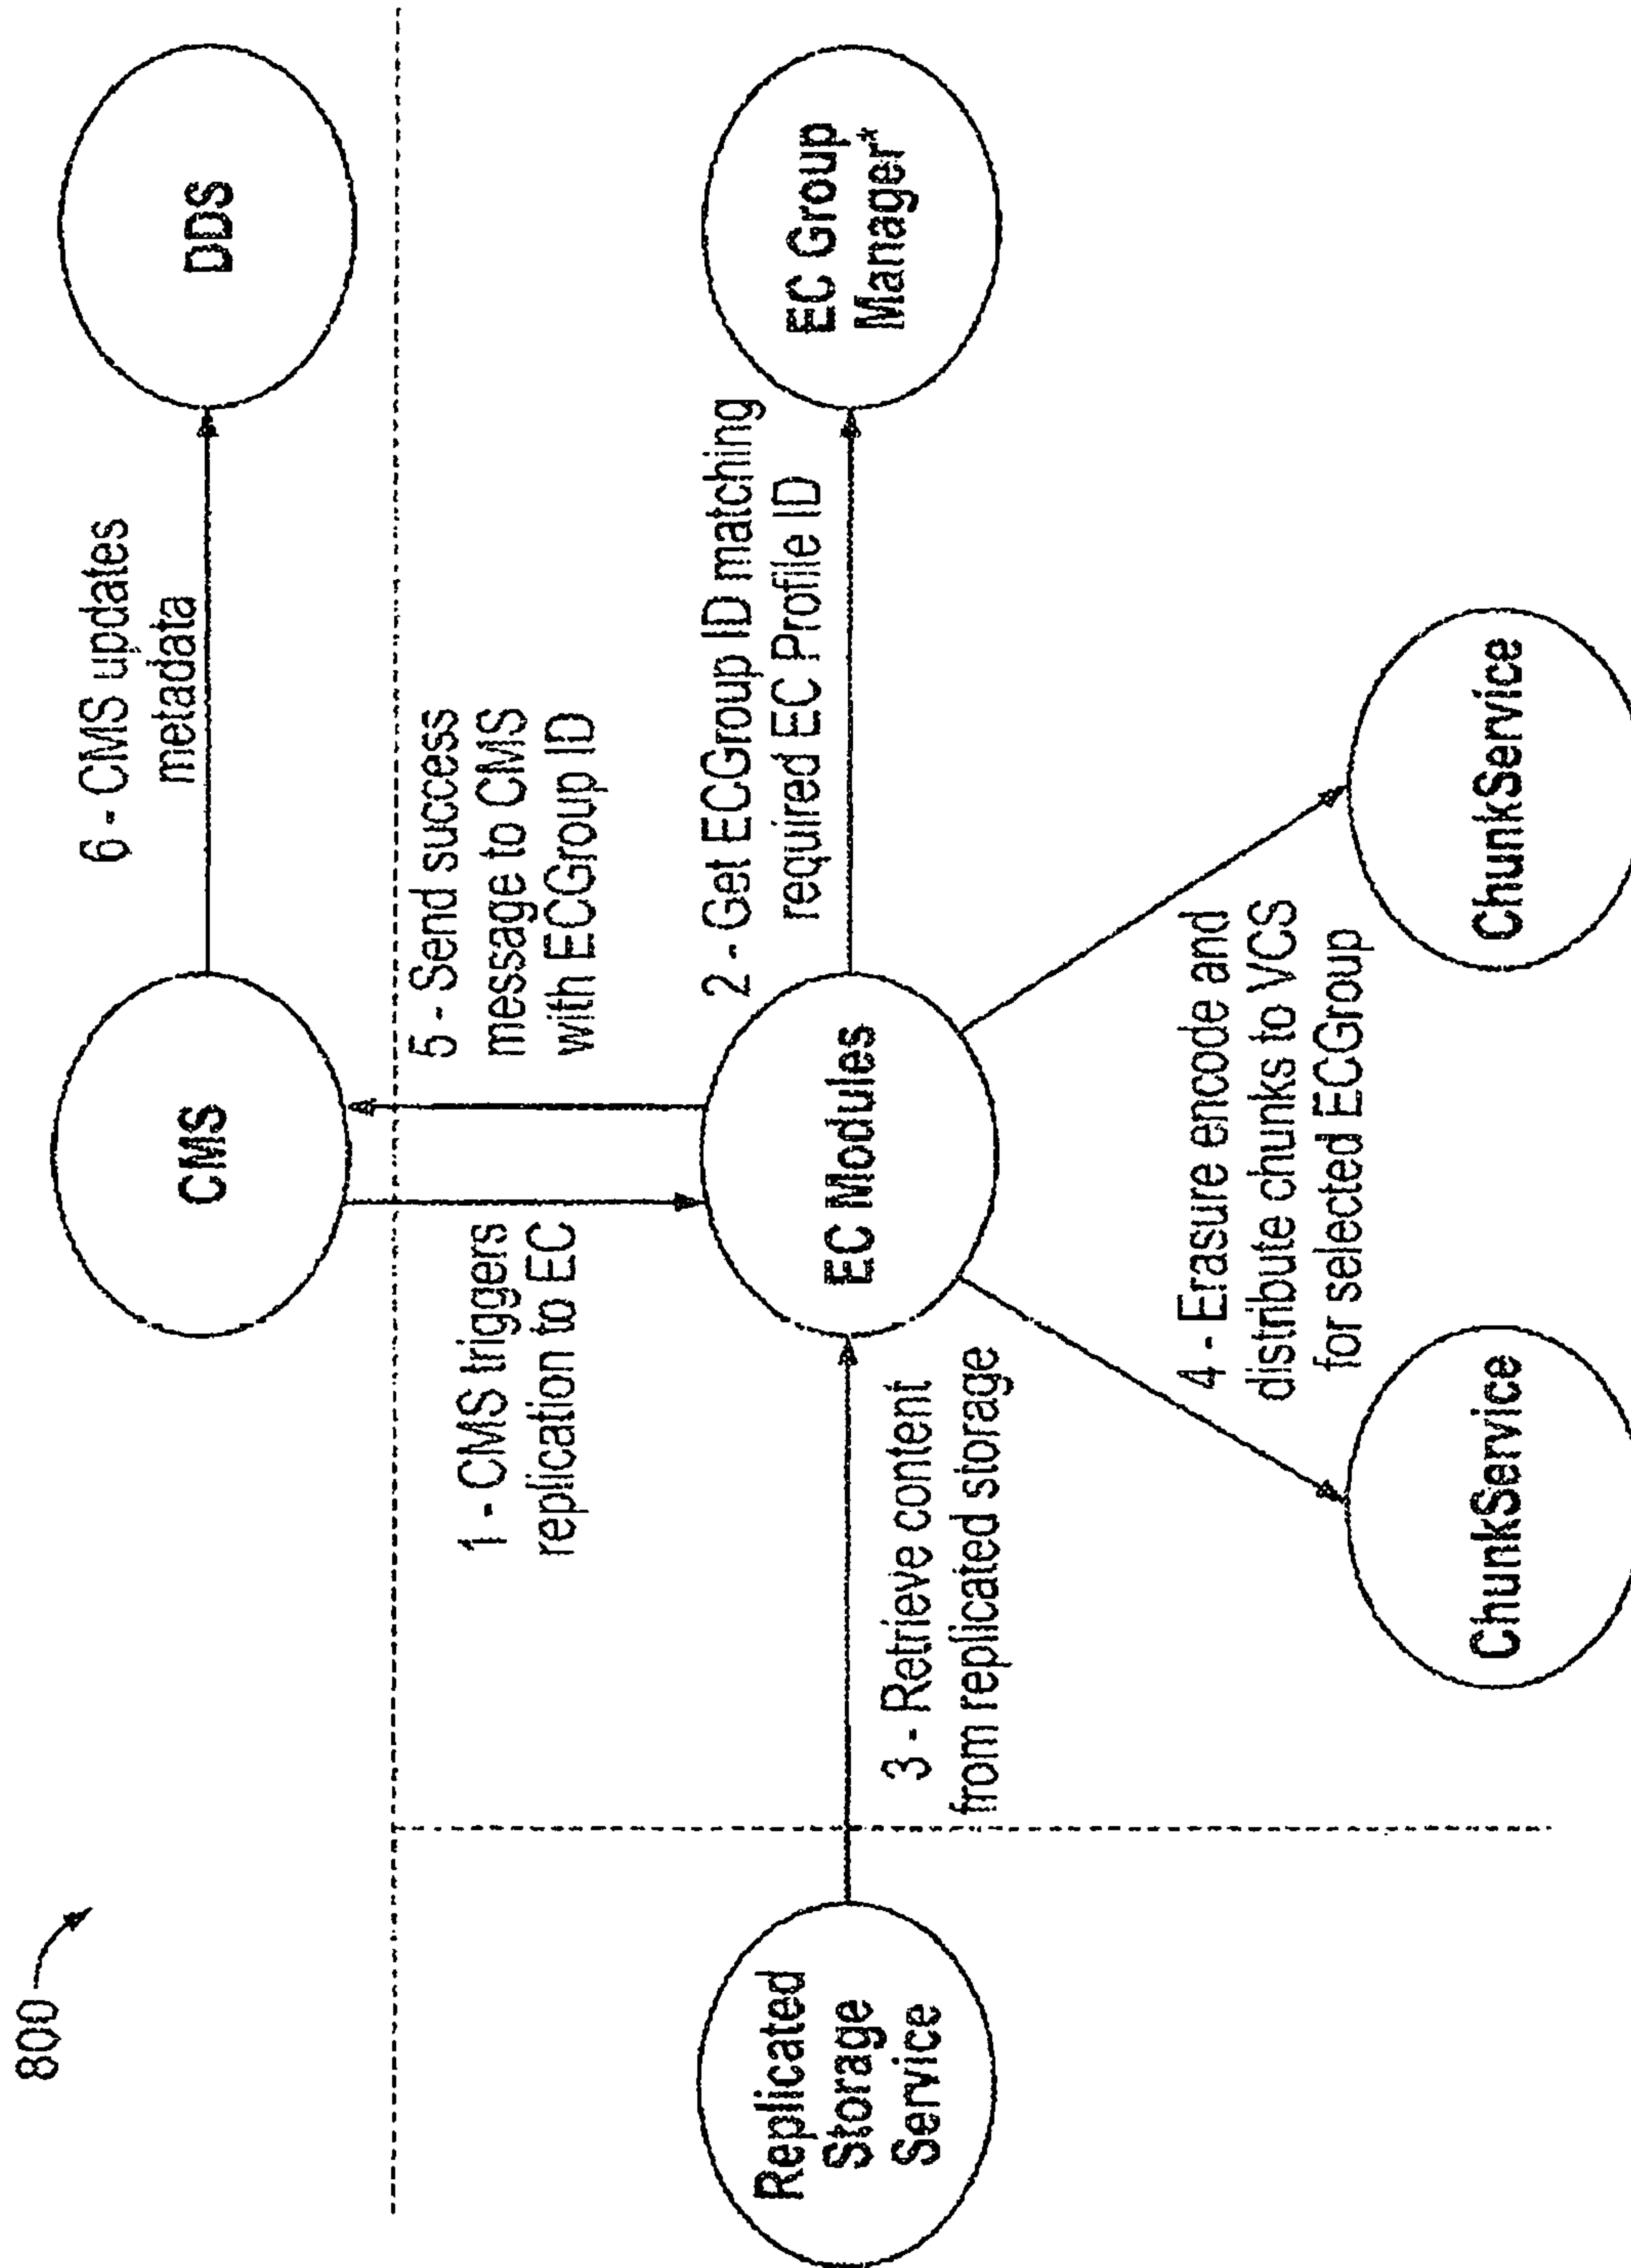 800
CMS
DDS
6 - CMS updates
metadata
1 - CMS triggers
replication to EC
5 - Send success
message to CMS
with ECGroup ID
Replicated
Storage
Service
3 - Retrieve content
from replicated storage
EC Modules
2 - Get ECGroup ID matching
required EC Profile ID
EC Group
Manager*
4 - Erasure encode and
distribute chunks to VCS
for selected ECGroup
ChunkService
ChunkService